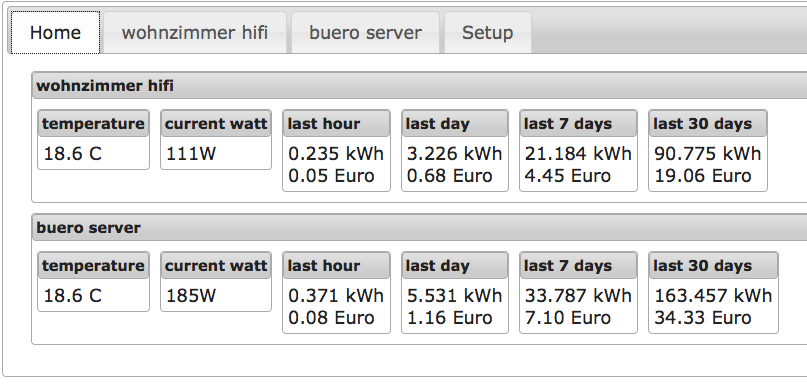 Home wohnzimmer hifi buero server Setup
wohnzimmer hifi
temperature current watt last hour last day last 7 days last 30 days
18.6 C 111W 0.235 kWh 3.226 kWh 21.184 kWh 90.775 kWh
0.05 Euro 0.68 Euro 4.45 Euro 19.06 Euro
buero server
temperature current watt last hour last day last 7 days last 30 days
18.6 C 185W 0.371 kWh 5.531 kWh 33.787 kWh 163.457 kWh
0.08 Euro 1.16 Euro 7.10 Euro 34.33 Euro